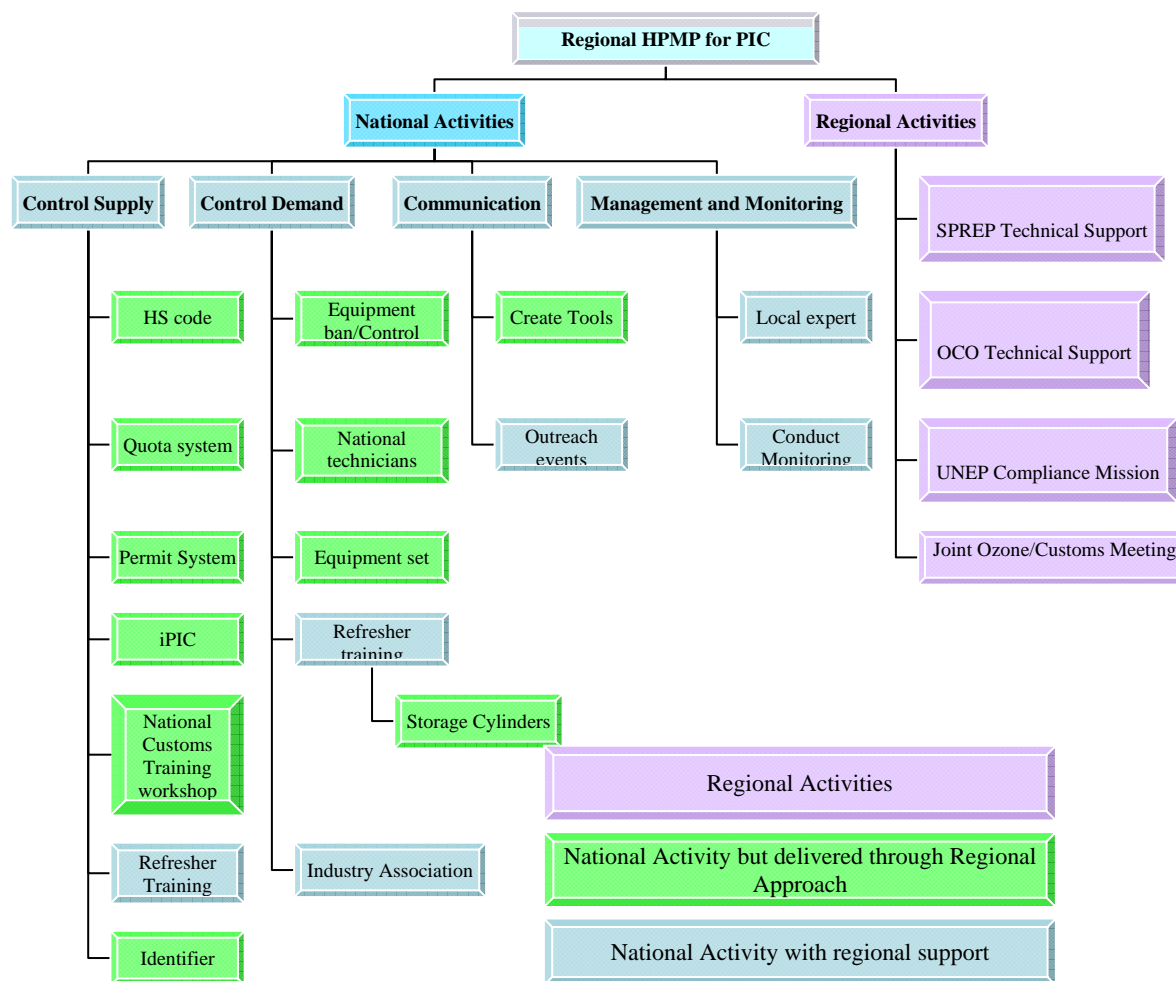 Regional HPMP for PIC
National Activities
Regional Activities
Control Supply
Control Demand
Communication
Management and Monitoring
SPREP Technical Support
HS code
Equipment
ban/Control
Create Tools
Local expert
OCO Technical Support
Quota system
National
technicians
Outreach
events
Conduct
Monitoring
UNEP Compliance Mission
Permit System
Equipment set
Joint Ozone/Customs Meeting
iPIC
Refresher
training
National
Customs
Training
workshop
Storage Cylinders
Refresher
Training
Industry Association
Identifier
Regional Activities
National Activity but delivered through Regional
Approach
National Activity with regional support